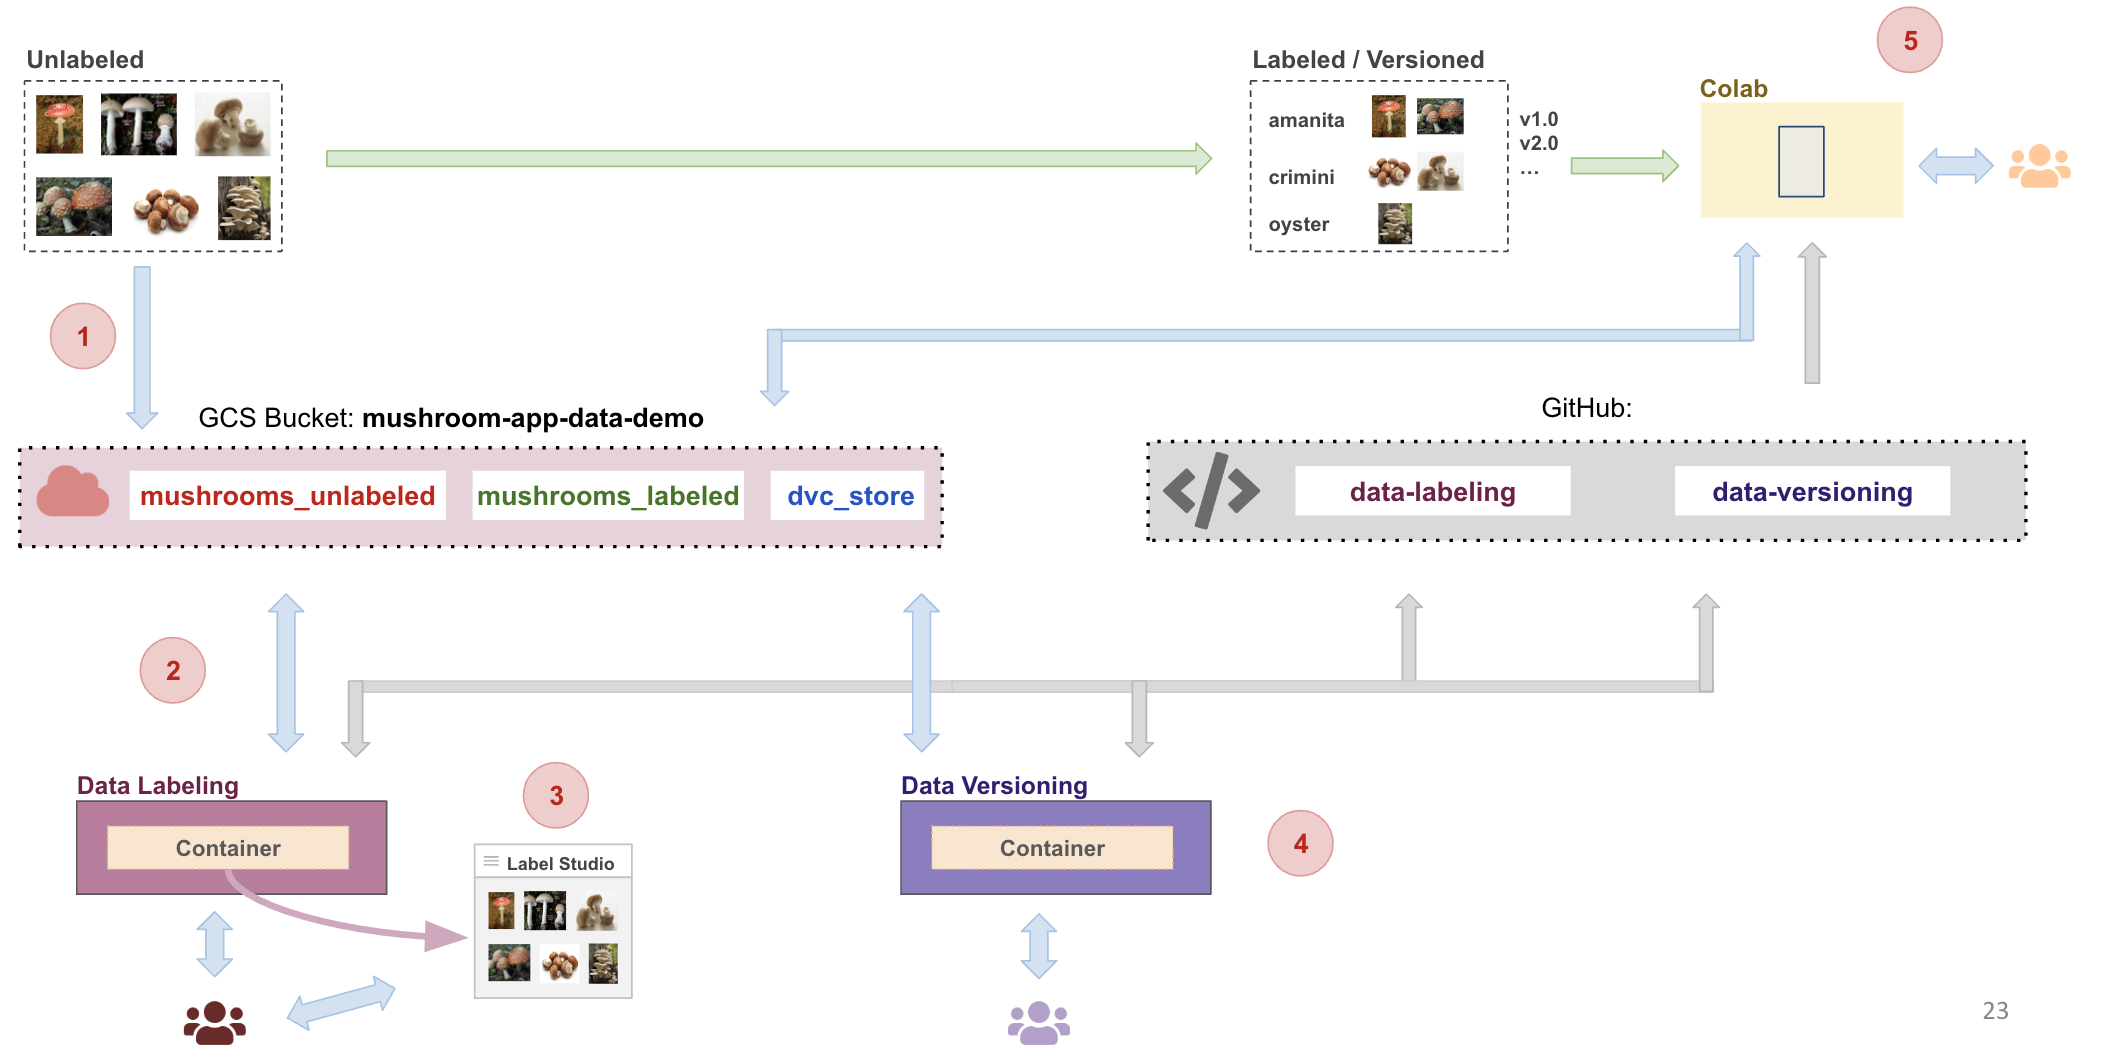 5
Unlabeled
Labeled / Versioned
Colab
amanita
v1.0
v2.0
...
crimini
oyster
1
GCS Bucket: mushroom-app-data-demo
GitHub:
mushrooms_unlabeled
mushrooms_labeled
dvc_store
</>
data-labeling
data-versioning
2
Data Labeling
3
Data Versioning
Container
Label Studio
Container
4
23